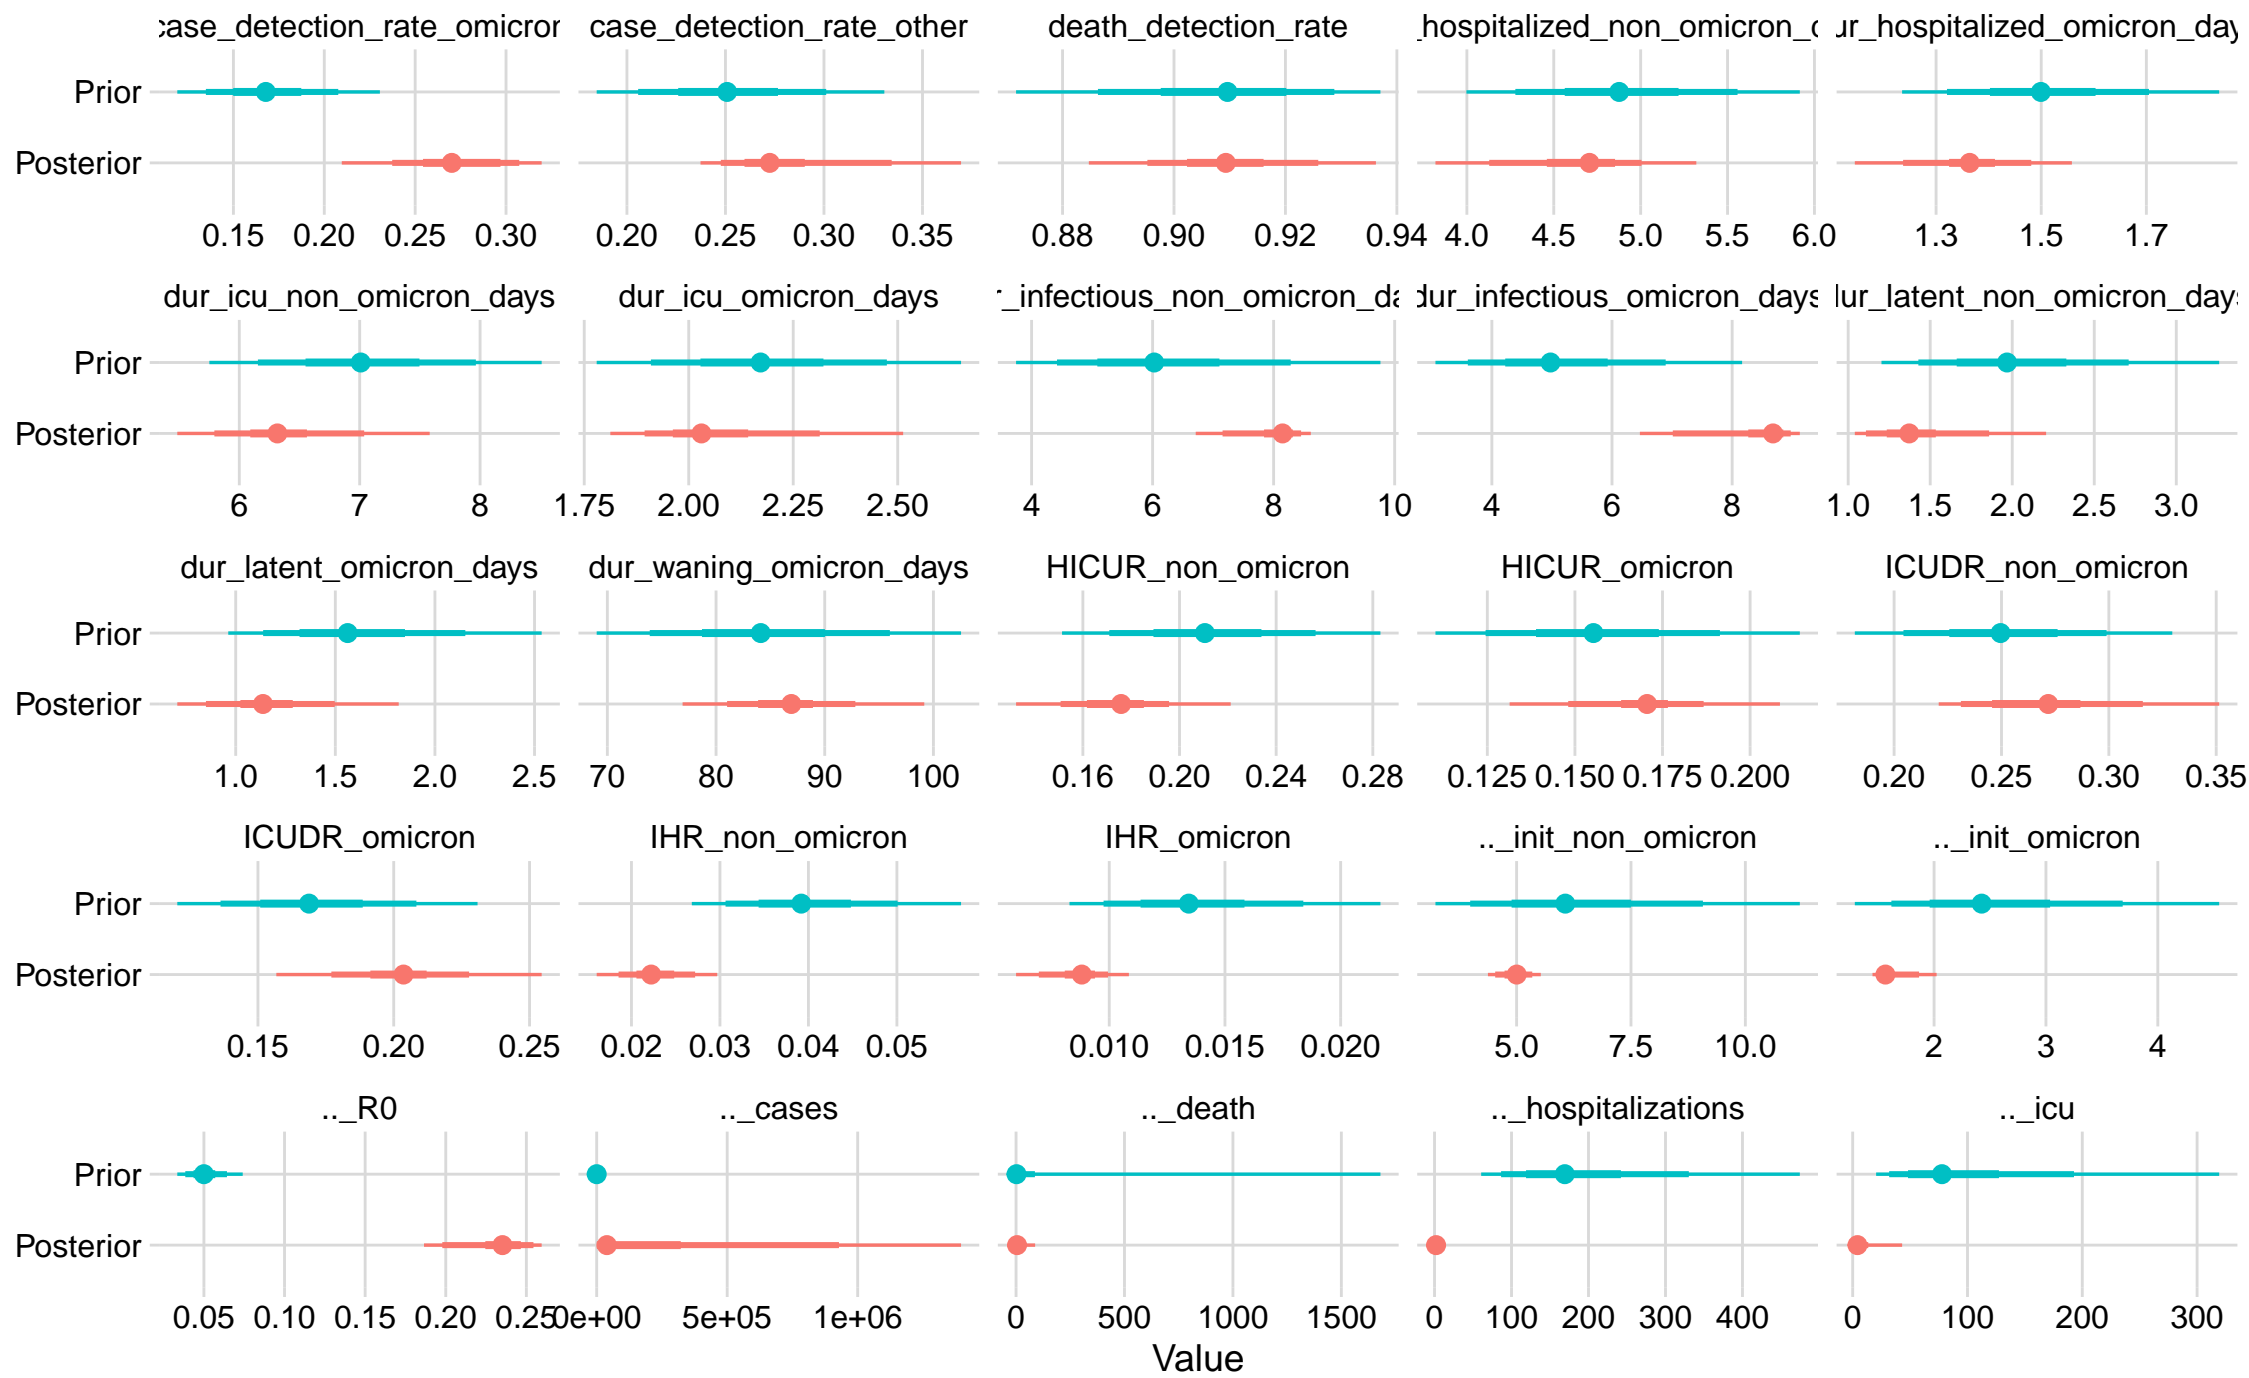 case_detection_rate_omicron case_detection_rate_other death_detection_rate _hospitalized_non_omicron_ ur_hospitalized_omicron_day
Prior
Posterior
0.15 0.20 0.25 0.30 0.20 0.25 0.30 0.35 0.88 0.90 0.92 0.94 4.0 4.5 5.0 5.5 6.0 1.3 1.5 1.7
dur_icu_non_omicron_days dur_icu_omicron_days r_infectious_non_omicron_da dur_infectious_omicron_days dur_latent_non_omicron_days
Prior
Posterior
6 7 8 1.75 2.00 2.25 2.50 4 6 8 10 4 6 8 1.0 1.5 2.0 2.5 3.0
dur_latent_omicron_days dur_waning_omicron_days HICUR_non_omicron HICUR_omicron ICUDR_non_omicron
Prior
Posterior
1.0 1.5 2.0 2.5 70 80 90 100 0.16 0.20 0.24 0.28 0.125 0.150 0.175 0.200 0.20 0.25 0.30 0.35
ICUDR_omicron IHR_non_omicron IHR_omicron .._init_non_omicron .._init_omicron
Prior
Posterior
0.15 0.20 0.25 0.02 0.03 0.04 0.05 0.010 0.015 0.020 5.0 7.5 10.0 2 3 4
.._R0 .._cases .._death .._hospitalizations .._icu
Prior
Posterior
0.05 0.10 0.15 0.20 0.25 0e+00 5e+05 1e+06 0 500 1000 1500 0 100 200 300 400 0 100 200 300
Value